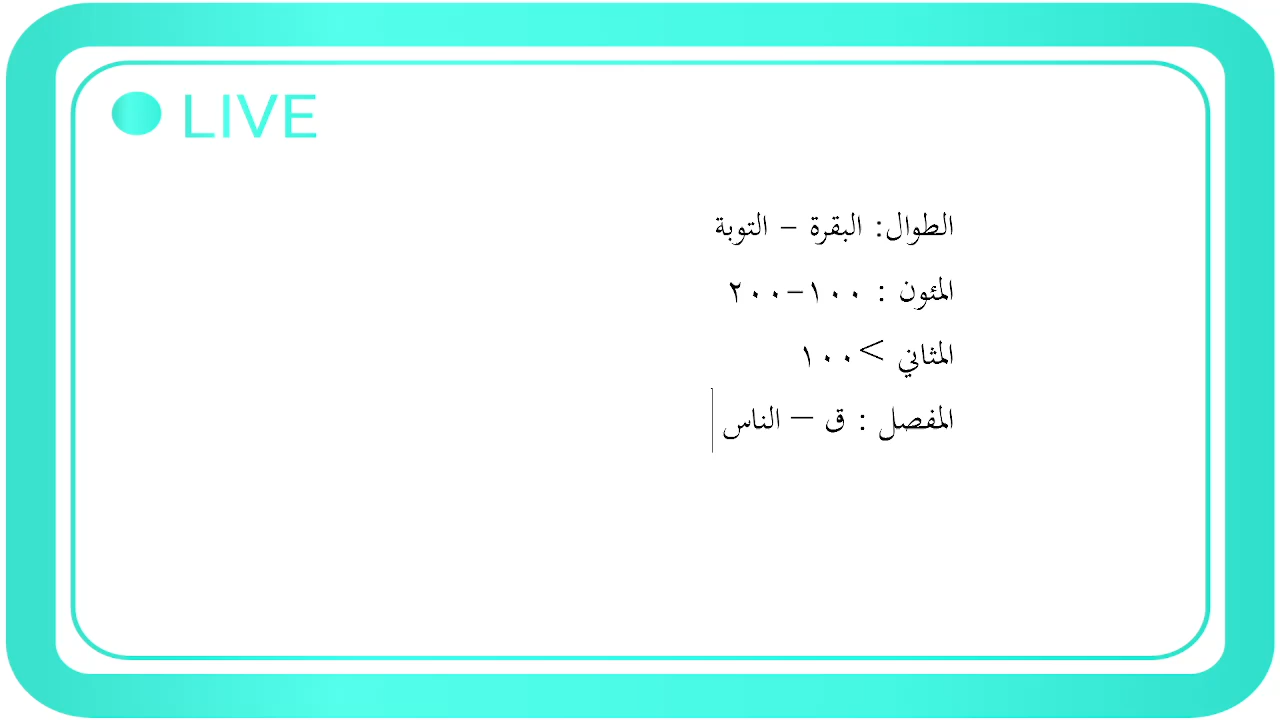 LIVE
الطوال: البقرة – التوبة
المئون : ١٠٠–٢٠٠
المثاني >١٠٠
المفصل : ق – الناس